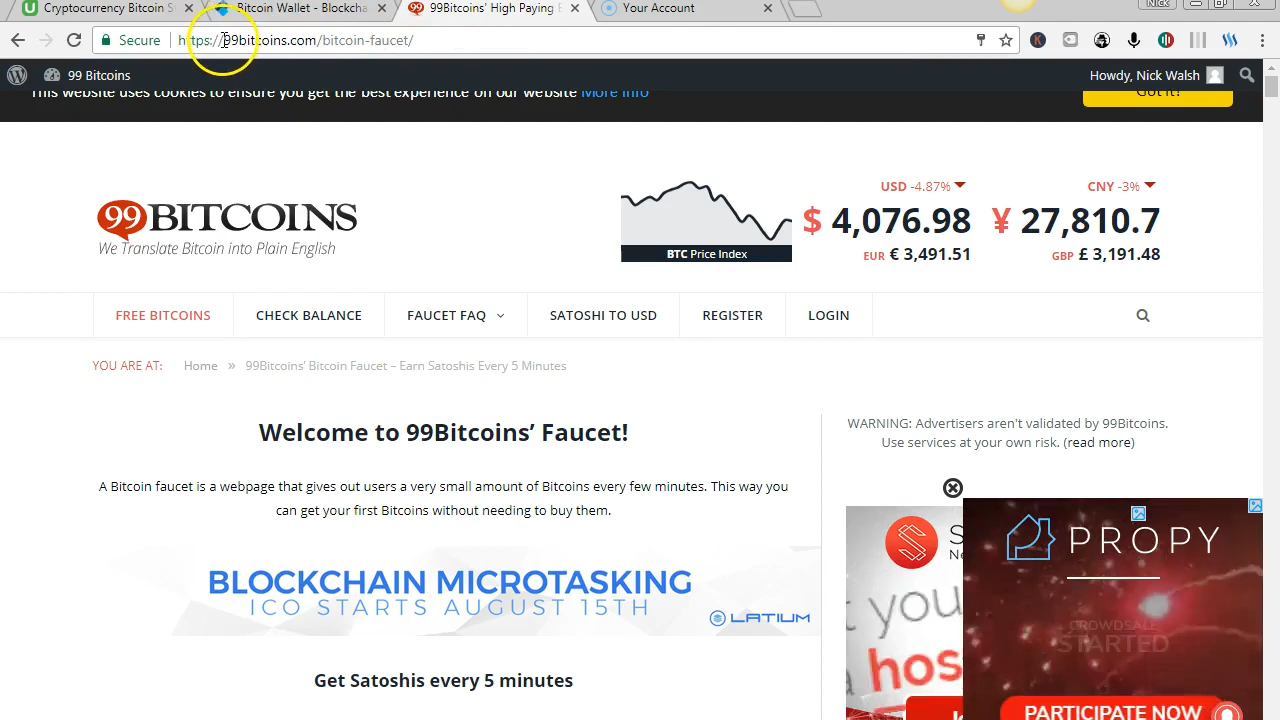 Cryptocurrency Bitcoin S
Bitcoin Wallet - Blockcha
99Bitcoins' High Paying
Your Account
Nick
Secure
https://99bitcoins.com/bitcoin-faucet/
99 Bitcoins
Howdy, Nick Walsh
This website uses cookies to ensure you get the best experience on our website More info
Got it!
99BITCOINS
We Translate Bitcoin into Plain English
BTC Price Index
USD -4.87%
$ 4,076.98
EUR € 3,491.51
CNY -3%
¥ 27,810.7
GBP £ 3,191.48
FREE BITCOINS
CHECK BALANCE
FAUCET FAQ
SATOSHI TO USD
REGISTER
LOGIN
YOU ARE AT: Home » 99Bitcoins' Bitcoin Faucet – Earn Satoshis Every 5 Minutes
Welcome to 99Bitcoins' Faucet!
A Bitcoin faucet is a webpage that gives out users a very small amount of Bitcoins every few minutes. This way you
can get your first Bitcoins without needing to buy them.
BLOCKCHAIN MICROTASKING
ICO STARTS AUGUST 15TH
LATIUM
Get Satoshis every 5 minutes
WARNING: Advertisers aren't validated by 99Bitcoins.
Use services at your own risk. (read more)
PROPY
CROWDSALE
STARTED
PARTICIPATE NOW
t you
hos